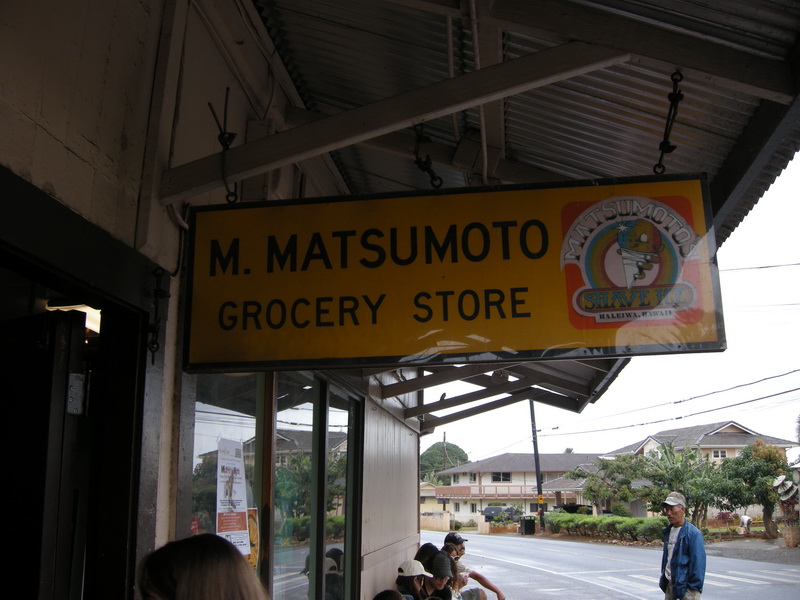 M. MATSUMOTO
GROCERY STORE
MATSUMOTO'S
SHAVE ICE
HALEIWA, HAWAII